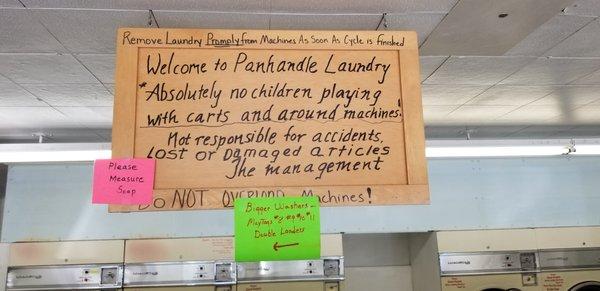 Remove Laundry Promply from Machines As Soon As Cycle is Finished
Welcome to Panhandle Laundry
*Absolutely no children playing
with carts and around machines!
Not responsible for accidents,
Lost or Damaged articles
The management
Do NOT OVERLOAD Machines!
Please
Measure
Soap
Bigger Washers
Double Loaders